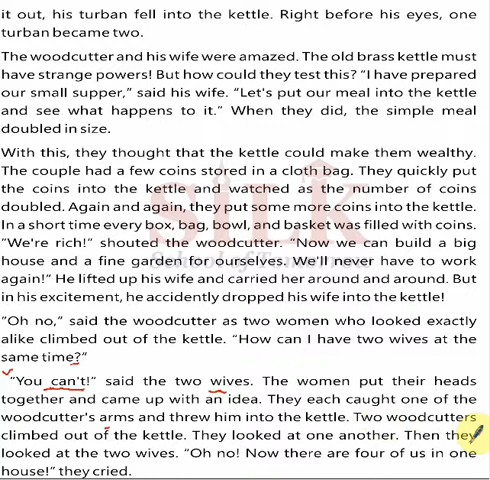 it out, his turban fell into the kettle. Right before his eyes, one
turban became two.
The woodcutter and his wife were amazed. The old brass kettle must
have strange powers! But how could they test this? "I have prepared
our small supper," said his wife. "Let's put our meal into the kettle
and see what happens to it." When they did, the simple meal
doubled in size.
With this, they thought that the kettle could make them wealthy.
The couple had a few coins stored in a cloth bag. They quickly put
the coins into the kettle and watched as the number of coins
doubled. Again and again, they put some more coins into the kettle.
In a short time every box, bag, bowl, and basket was filled with coins.
"We're rich!" shouted the woodcutter. "Now we can build a big
house and a fine garden for ourselves. We'll never have to work
again!" He lifted up his wife and carried her around and around. But
in his excitement, he accidently dropped his wife into the kettle!
"Oh no," said the woodcutter as two women who looked exactly
alike climbed out of the kettle. "How can I have two wives at the
same time?"
"You can't!" said the two wives. The women put their heads
together and came up with an idea. They each caught one of the
woodcutter's arms and threw him into the kettle. Two woodcutters
climbed out of the kettle. They looked at one another. Then they
looked at the two wives. "Oh no! Now there are four of us in one
house!" they cried.
SiLK
School of Tomorrow